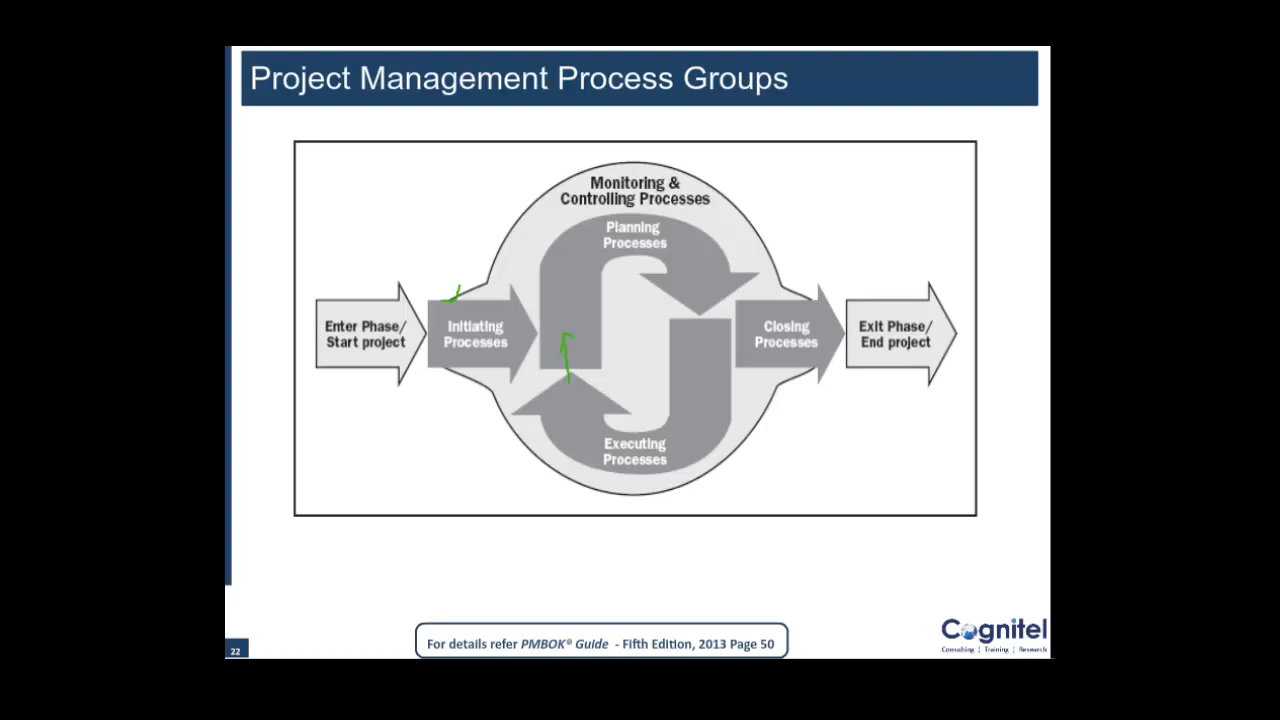 Project Management Process Groups
Monitoring &
Controlling Processes
Planning
Processes
Enter Phase/
Start project
Initiating
Processes
Closing
Processes
Exit Phase/
End project
Executing
Processes
For details refer PMBOK® Guide - Fifth Edition, 2013 Page 50
Cognitel
Consulting | Training | Research
22